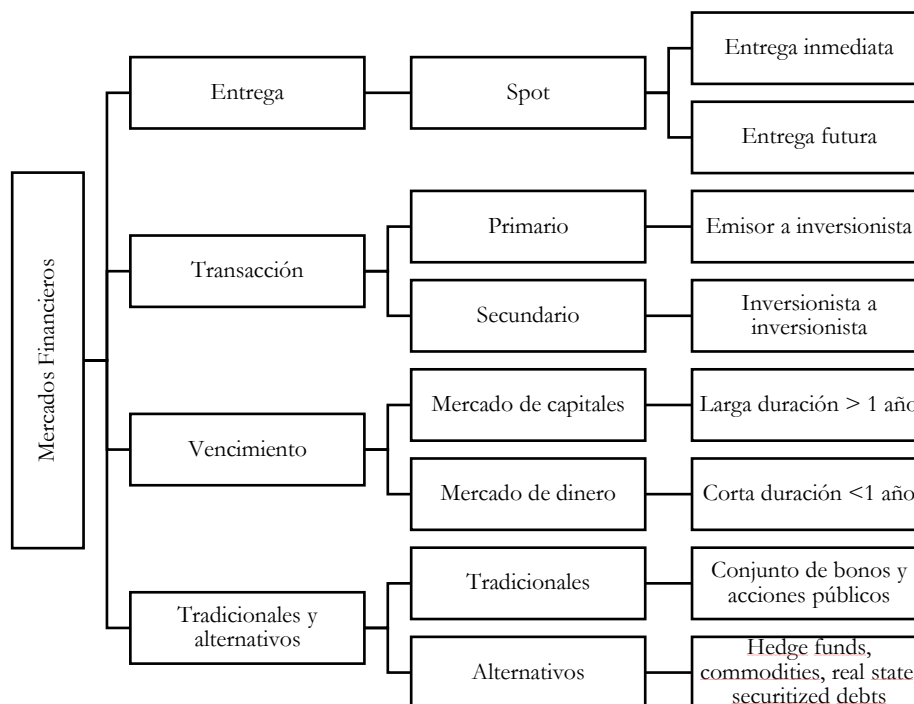 Mercados Financieros
Entrega
Spot
Entrega inmediata
Entrega futura
Transacción
Primario
Emisor a inversionista
Secundario
Inversionista a
inversionista
Vencimiento
Mercado de capitales
Larga duración > 1 año
Mercado de dinero
Corta duración <1 año
Tradicionales y
alternativos
Tradicionales
Conjunto de bonos y
acciones públicos
Alternativos
Hedge funds,
commodities, real state,
securitized debts